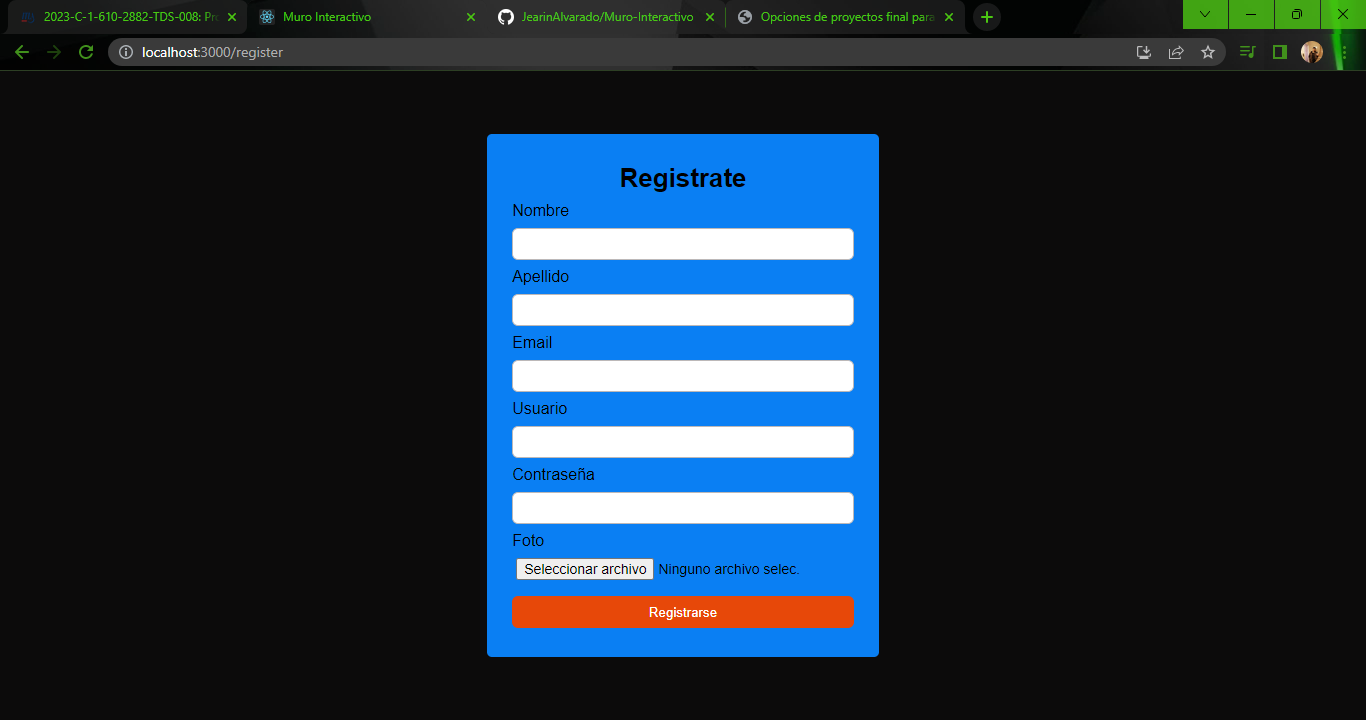 2023-C-1-610-2882-TDS-008: Pr
Muro Interactivo
JearinAlvarado/Muro-Interactivo
Opciones de proyectos final para
localhost:3000/register
Registrate
Nombre
Apellido
Email
Usuario
Contraseña
Foto
Seleccionar archivo Ninguno archivo selec.
Registrarse